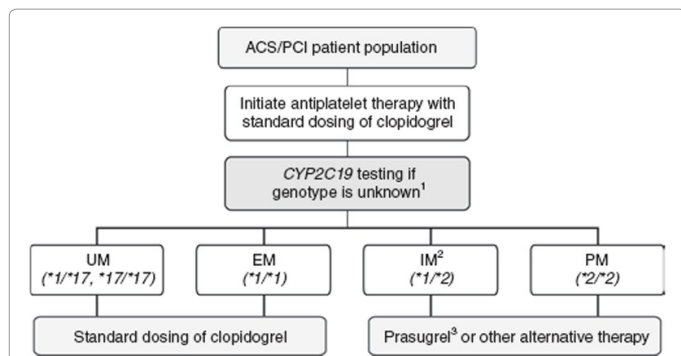 ACS/PCI patient population
Initiate antiplatelet therapy with
standard dosing of clopidogrel
CYP2C19 testing if
genotype is unknown¹
UM
(*1/*17, *17/*17)
EM
(*1/*1)
IM²
(*1/*2)
PM
(*2/*2)
Standard dosing of clopidogrel
Prasugrel³ or other alternative therapy